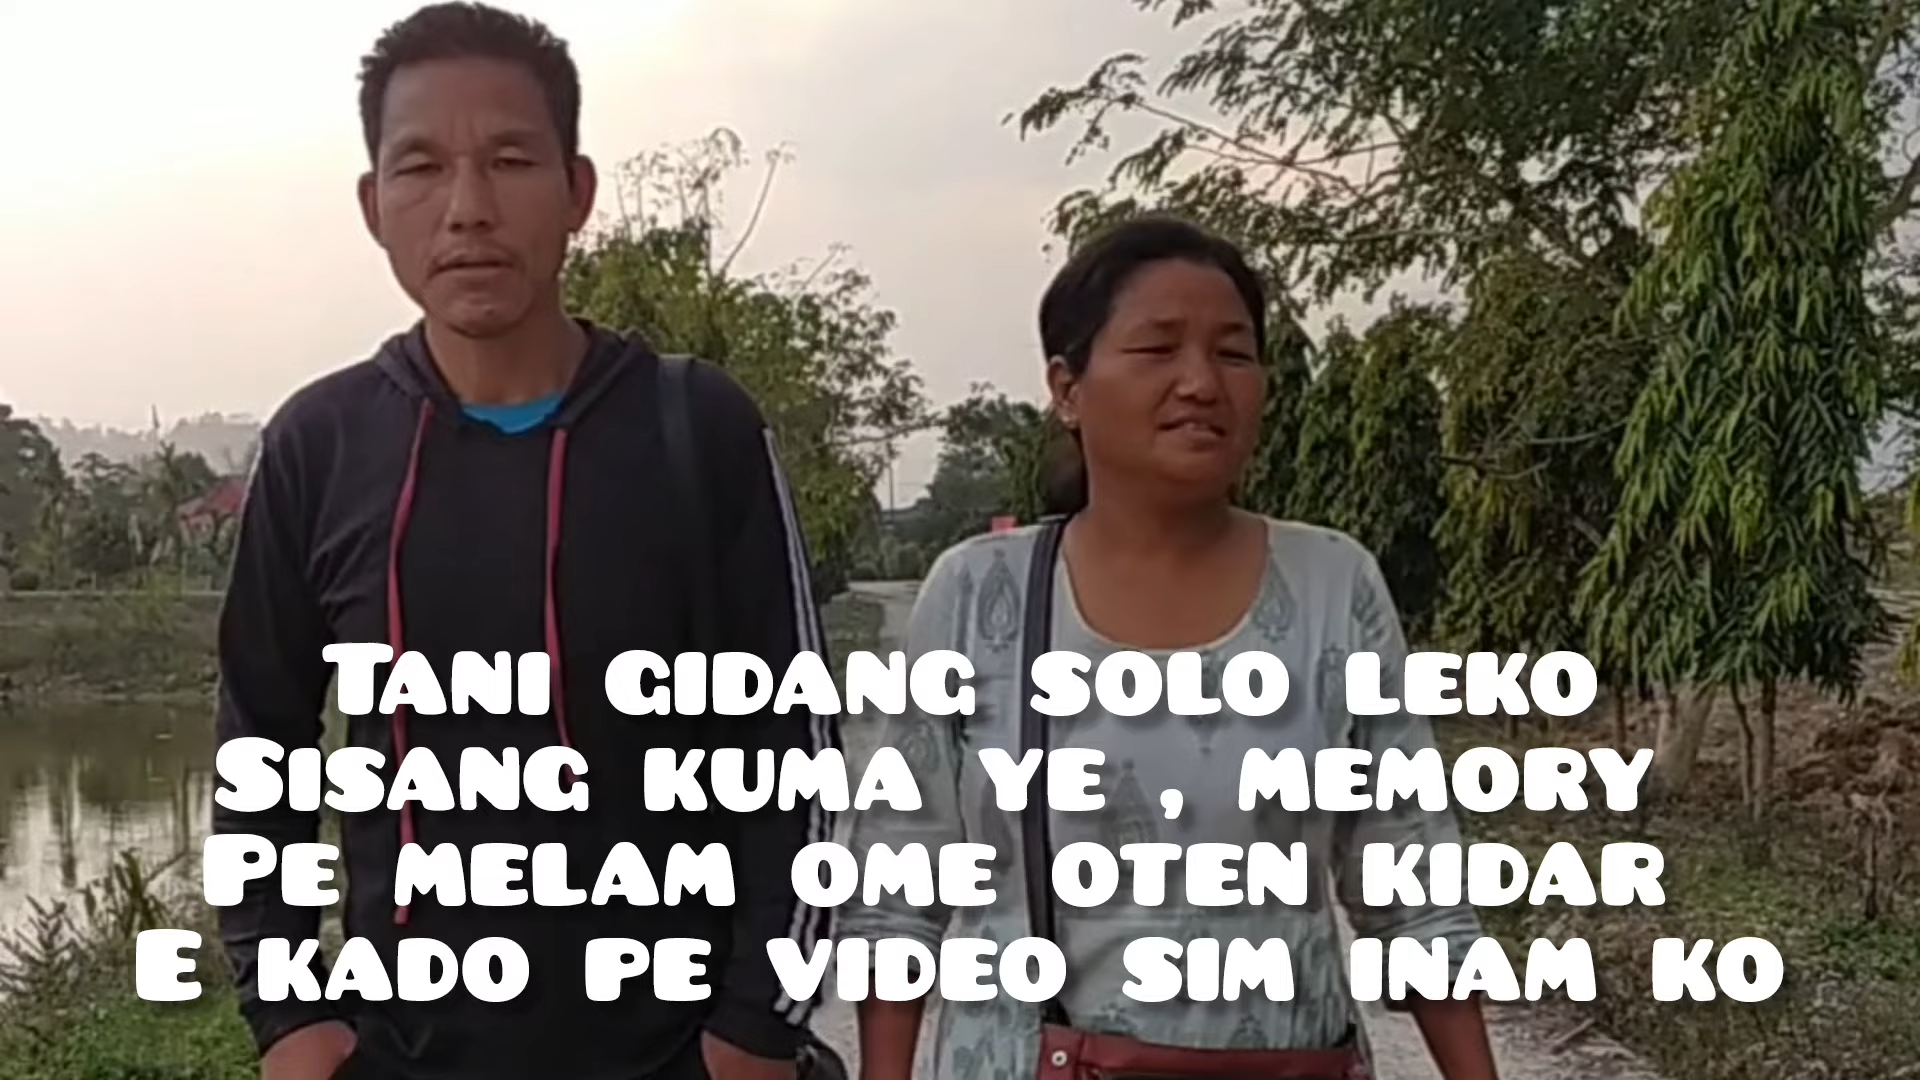 Tani gidang solo leko
Sisang kuma ye , memory
Pe melam ome oten kidar
E kado pe video sim inam ko